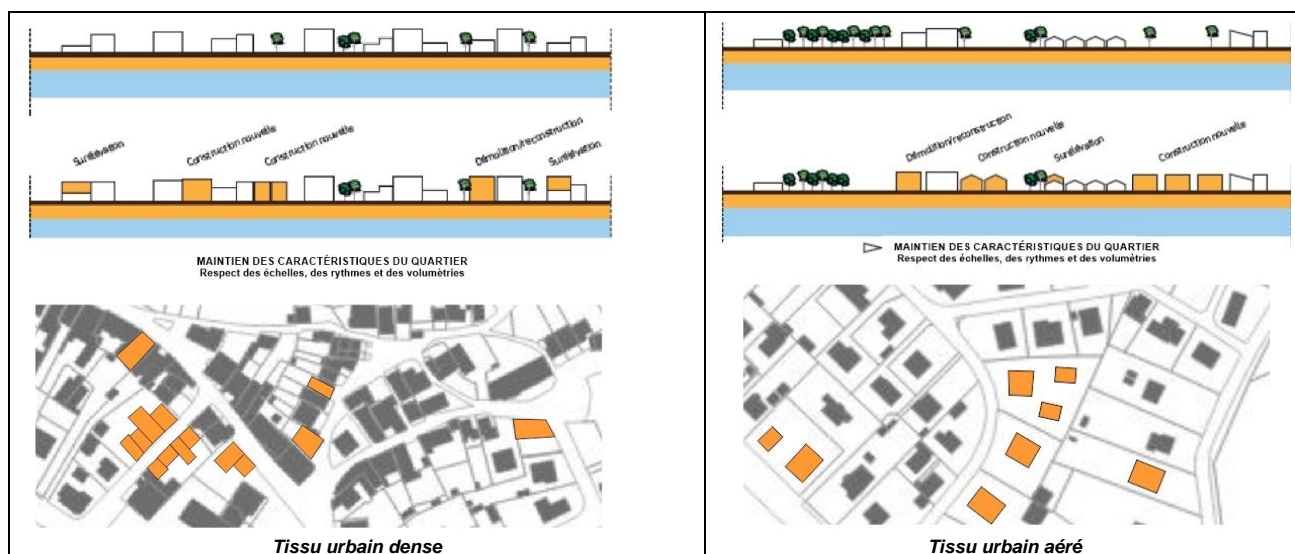 Surélévation
Construction nouvelle
Construction nouvelle
Démolition/reconstruction
Surélévation
MAINTIEN DES CARACTÉRISTIQUES DU QUARTIER
Respect des échelles, des rythmes et des volumètries
Tissu urbain dense
Démolition/reconstruction
Construction nouvelle
Surélévation
Construction nouvelle
MAINTIEN DES CARACTÉRISTIQUES DU QUARTIER
Respect des échelles, des rythmes et des volumètries
Tissu urbain aéré